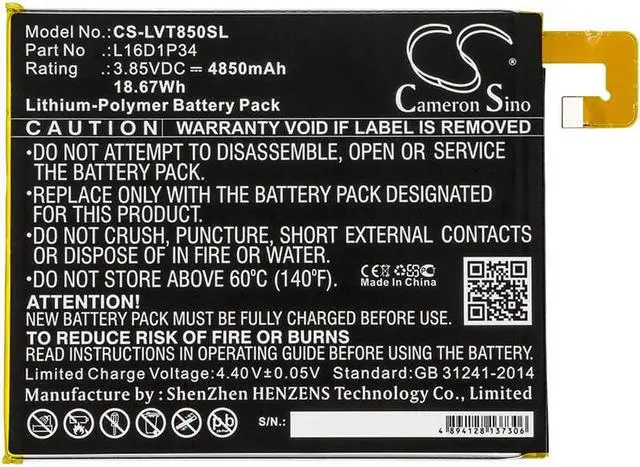 Model No.: CS-LVT850SL
Part No .: L16D1P34
Rating .: 3.85VDC ⎓ 4850mAh
18.67Wh
Lithium-Polymer Battery Pack
CS
Cameron Sino
CAUTION WARRANTY VOID IF LABEL IS REMOVED
•DO NOT ATTEMPT TO DISASSEMBLE, OPEN OR SERVICE
THE BATTERY PACK.
•REPLACE ONLY WITH THE BATTERY PACK DESIGNATED
FOR THIS PRODUCT.
•DO NOT CRUSH, PUNCTURE, SHORT EXTERNAL CONTACTS
OR DISPOSE OF IN FIRE OR WATER.
•DO NOT STORE ABOVE 60℃ (140℉).
CE
Made In China
ATTENTION!
NEW BATTERY PACK MUST BE FULLY CHARGED BEFORE USE.
TO REDUCE RISK OF FIRE OR BURNS
READ INSTRUCTIONS IN OPERATING GUIDE BEFORE USING THE BATTERY.
Limited Charge Voltage:4.40V±0.05V Standard:GB 31241-2014
Manufacture by : ShenZhen HENZENS Technology Co., Limited
Pb
S/N.:
4 894128 137306